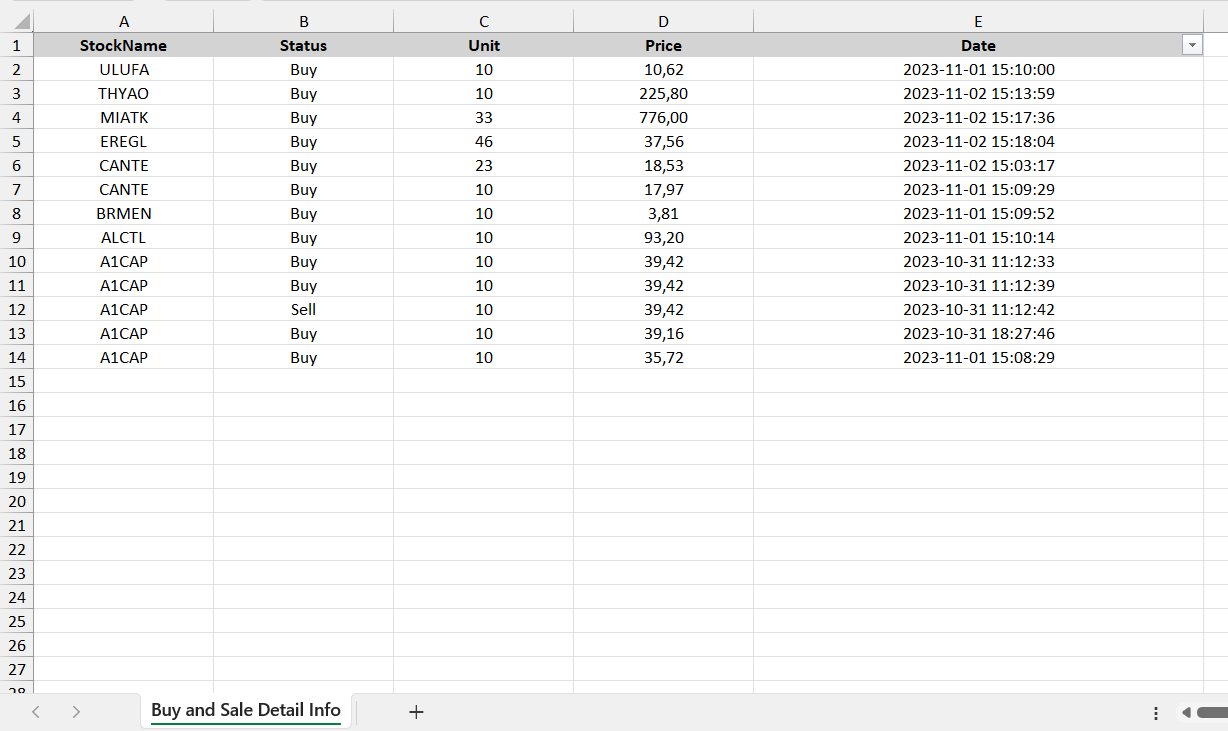 A B C D E
1 StockName Status Unit Price Date
2 ULUFA Buy 10 10,62 2023-11-01 15:10:00
3 THYAO Buy 10 225,80 2023-11-02 15:13:59
4 MIATK Buy 33 776,00 2023-11-02 15:17:36
5 EREGL Buy 46 37,56 2023-11-02 15:18:04
6 CANTE Buy 23 18,53 2023-11-02 15:03:17
7 CANTE Buy 10 17,97 2023-11-01 15:09:29
8 BRMEN Buy 10 3,81 2023-11-01 15:09:52
9 ALCTL Buy 10 93,20 2023-11-01 15:10:14
10 A1CAP Buy 10 39,42 2023-10-31 11:12:33
11 A1CAP Buy 10 39,42 2023-10-31 11:12:39
12 A1CAP Sell 10 39,42 2023-10-31 11:12:42
13 A1CAP Buy 10 39,16 2023-10-31 18:27:46
14 A1CAP Buy 10 35,72 2023-11-01 15:08:29
15
16
17
18
19
20
21
22
23
24
25
26
27
28
Buy and Sale Detail Info